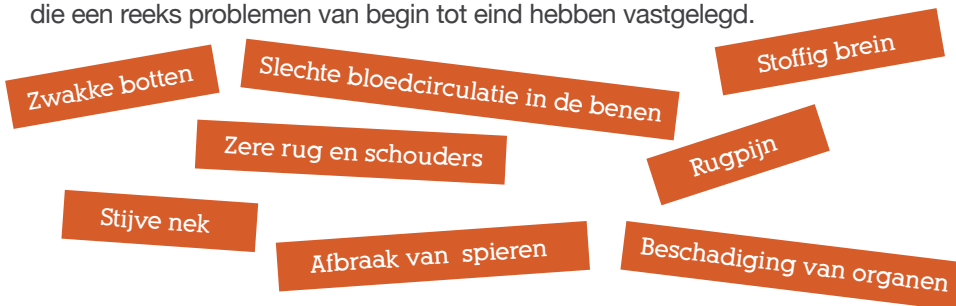 die een reeks problemen van begin tot eind hebben vastgelegd.
Stoffig brein
Zwakke botten
Slechte bloedcirculatie in de benen
Zere rug en schouders
Rugpijn
Stijve nek
Afbraak van spieren
Beschadiging van organen